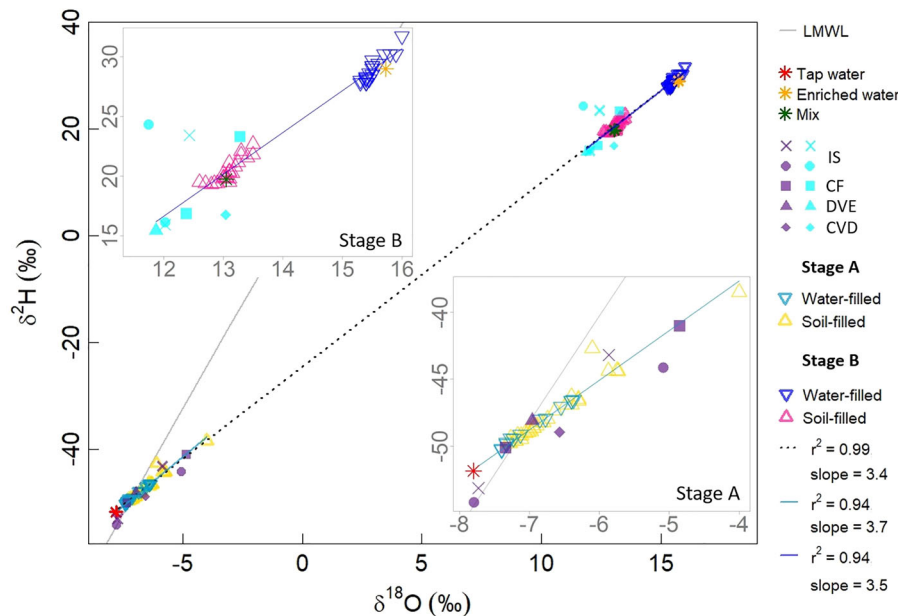 40
20
0
-20
-40
δ²H (‰)
-5
0
5
10
15
δ¹⁸O (‰)
30
25
20
15
12
13
14
15
16
Stage B
-40
-45
-50
-8
-7
-6
-5
-4
Stage A
LMWL
Tap water
Enriched water
Mix
IS
CF
DVE
CVD
Stage A
Water-filled
Soil-filled
Stage B
Water-filled
Soil-filled
r² = 0.99
slope = 3.4
r² = 0.94
slope = 3.7
r² = 0.94
slope = 3.5